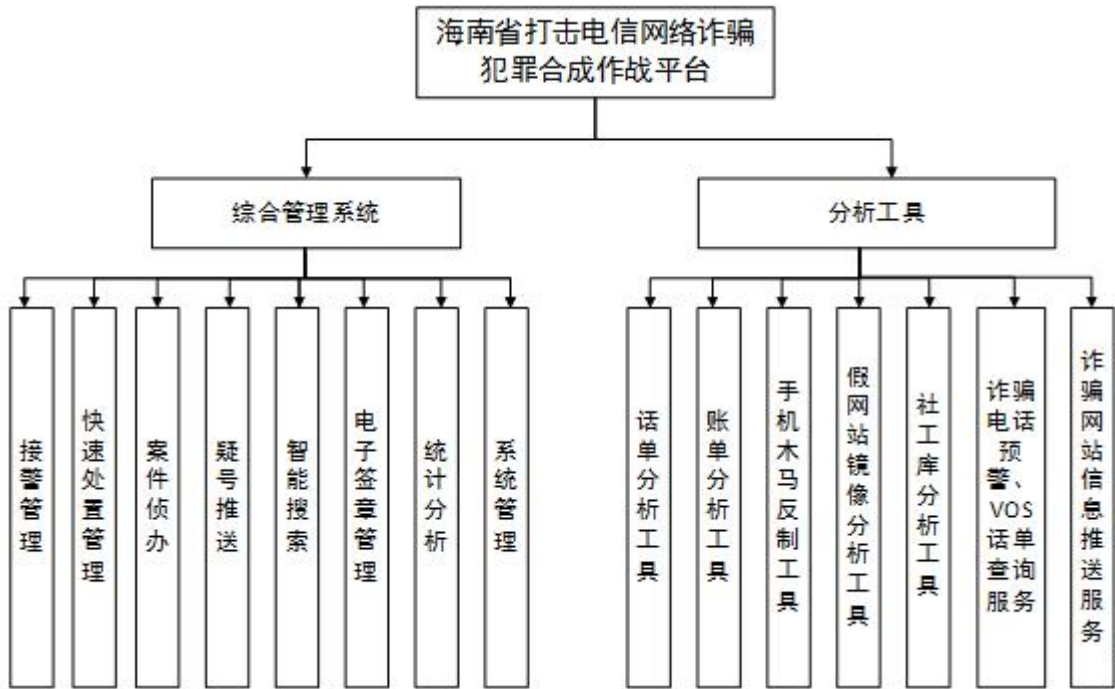 海南省打击电信网络诈骗
犯罪合成作战平台
综合管理系统
分析工具
接警管理
快速处置管理
案件侦办
疑号推送
智能搜索
电子签章管理
统计分析
系统管理
话单分析工具
账单分析工具
手机木马反制工具
假网站镜像分析工具
社工库分析工具
诈骗
电话
预
警、
VOS
话单
查询
服务
诈骗网站信息推送服务